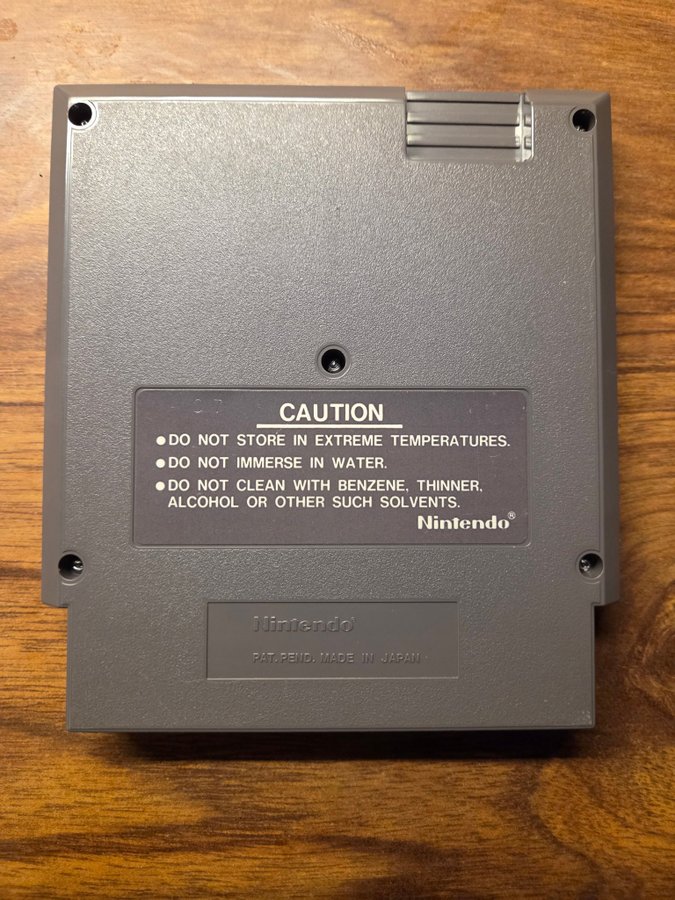 CAUTION
●DO NOT STORE IN EXTREME TEMPERATURES.
●DO NOT IMMERSE IN WATER.
●DO NOT CLEAN WITH BENZENE, THINNER,
ALCOHOL OR OTHER SUCH SOLVENTS.
Nintendo®
Nintendo
PAT. PEND. MADE IN JAPAN